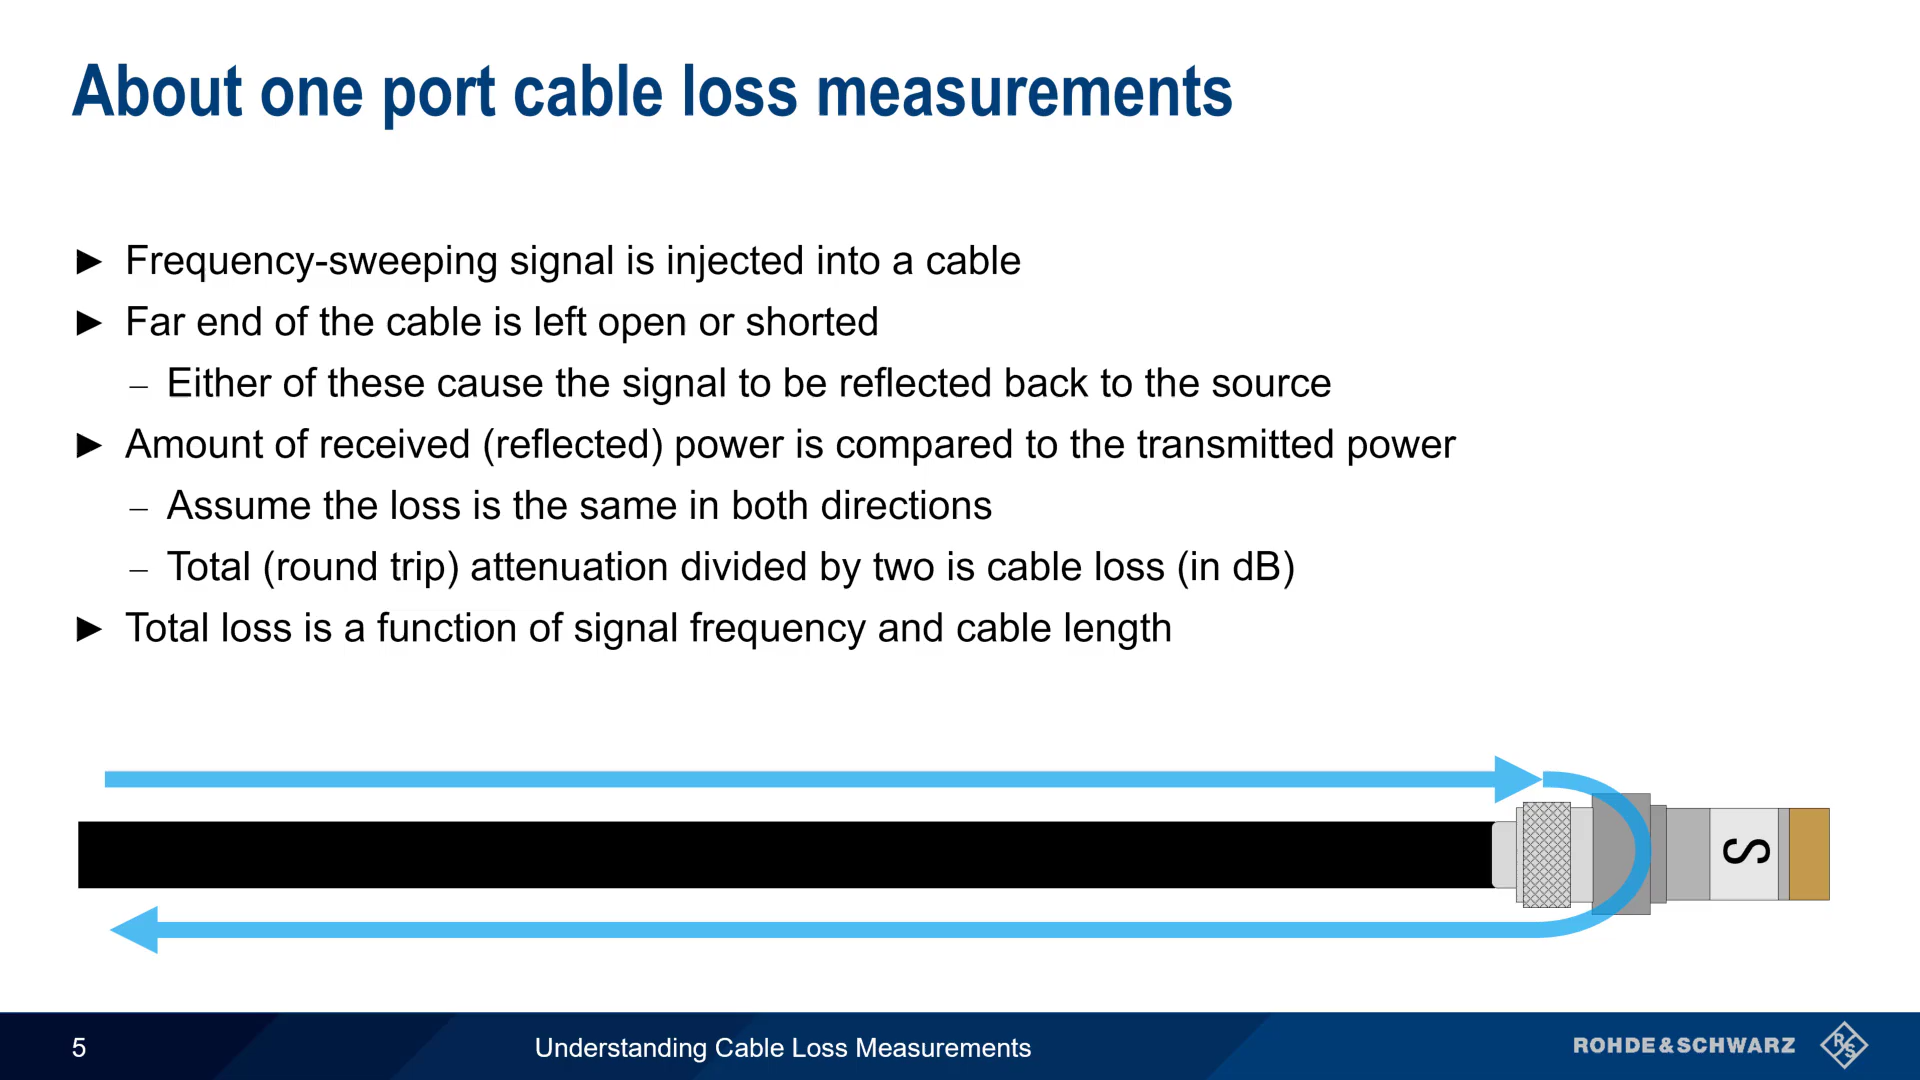 About one port cable loss measurements
► Frequency-sweeping signal is injected into a cable
► Far end of the cable is left open or shorted
– Either of these cause the signal to be reflected back to the source
► Amount of received (reflected) power is compared to the transmitted power
– Assume the loss is the same in both directions
– Total (round trip) attenuation divided by two is cable loss (in dB)
► Total loss is a function of signal frequency and cable length
S
5
Understanding Cable Loss Measurements
ROHDE&SCHWARZ
R&S